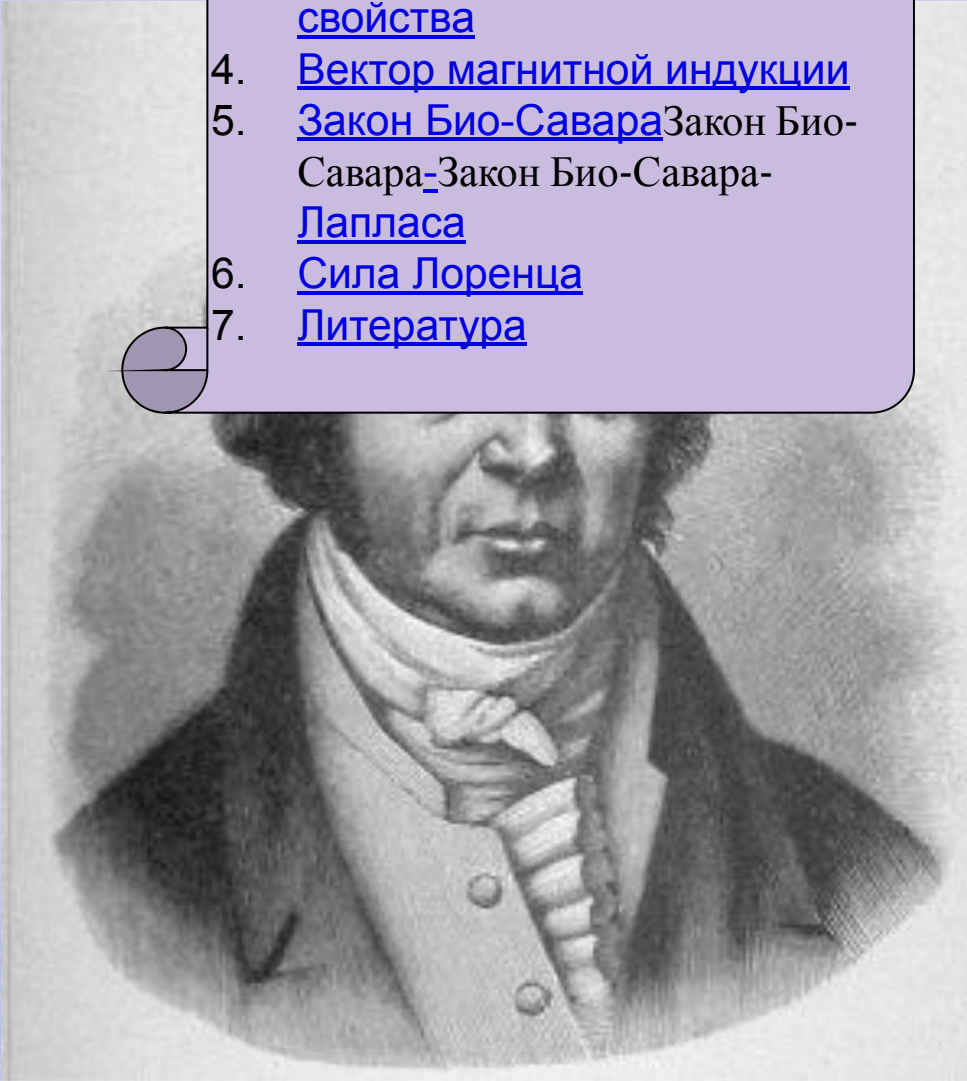 свойства
4. Вектор магнитной индукции
5. Закон Био-СавараЗакон Био-
Савара-Закон Био-Савара-
Лапласа
6. Сила Лоренца
7. Литература